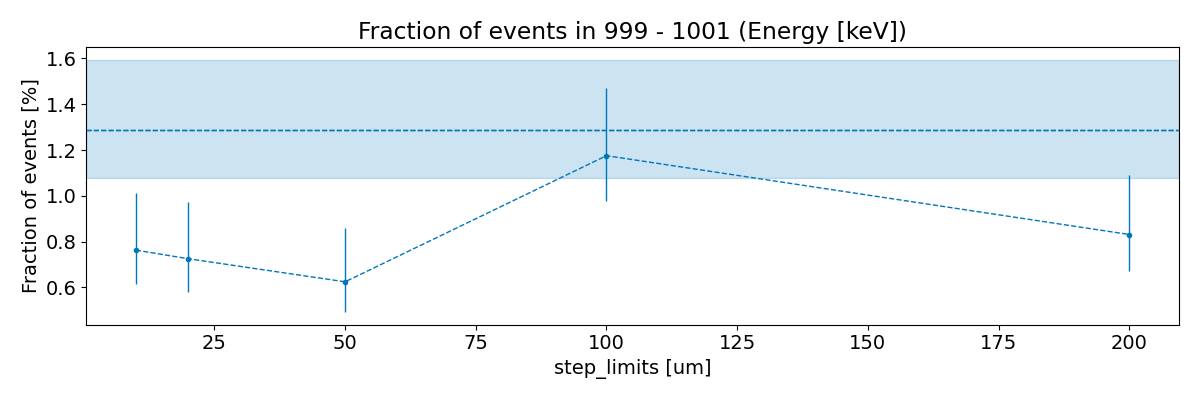 Fraction of events in 999 - 1001 (Energy [keV])
Fraction of events [%]
1.6
1.4
1.2
1.0
0.8
0.6
25 50 75 100 125 150 175 200
step_limits [um]